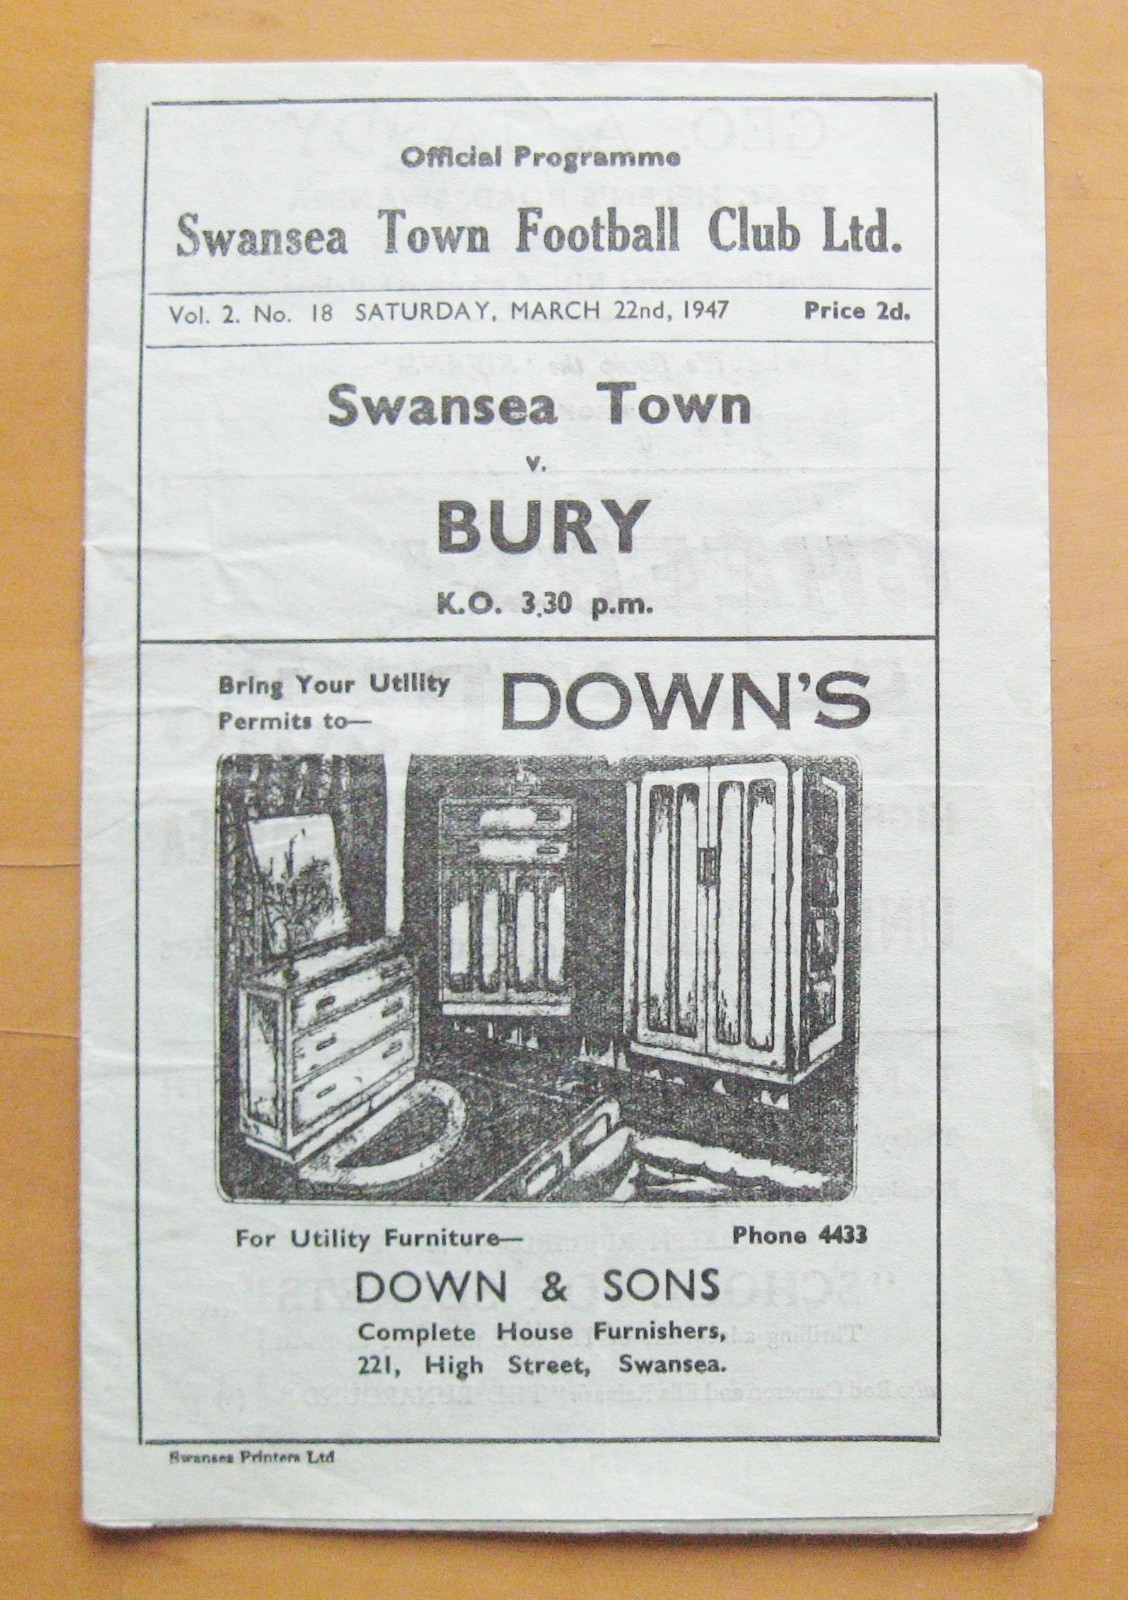 Official Programme
Swansea Town Football Club Ltd.
Vol. 2. No. 18 SATURDAY, MARCH 22nd, 1947 Price 2d.
Swansea Town
v.
BURY
K.O. 3.30 p.m.
Bring Your Utility
Permits to—
DOWN'S
For Utility Furniture— Phone 4433
DOWN & SONS
Complete House Furnishers,
221, High Street, Swansea.
Swansea Printers Ltd